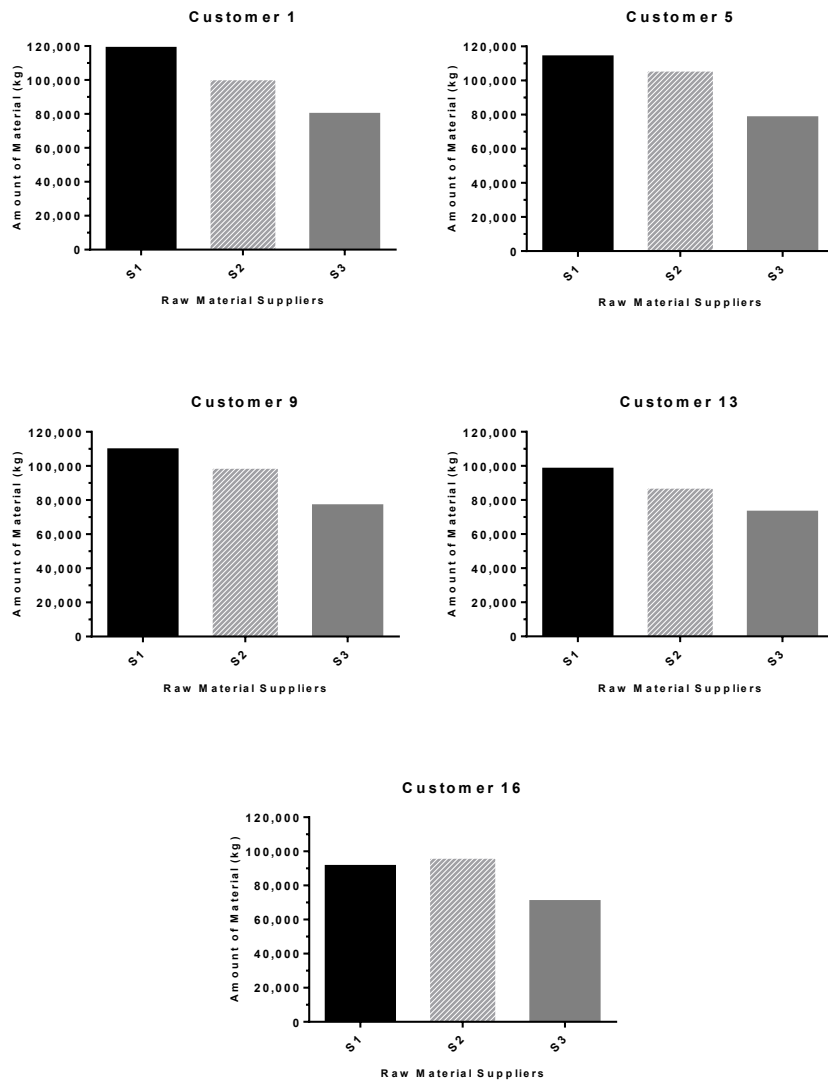 Customer 1
120,000
100,000
80,000
60,000
40,000
20,000
0
Amount of Material (kg)
S1
S2
S3
Raw Material Suppliers
Customer 5
120,000
100,000
80,000
60,000
40,000
20,000
0
Amount of Material (kg)
S1
S2
S3
Raw Material Suppliers
Customer 9
120,000
100,000
80,000
60,000
40,000
20,000
0
Amount of Material (kg)
S1
S2
S3
Raw Material Suppliers
Customer 13
120,000
100,000
80,000
60,000
40,000
20,000
0
Amount of Material (kg)
S1
S2
S3
Raw Material Suppliers
Customer 16
120,000
100,000
80,000
60,000
40,000
20,000
0
Amount of Material (kg)
S1
S2
S3
Raw Material Suppliers